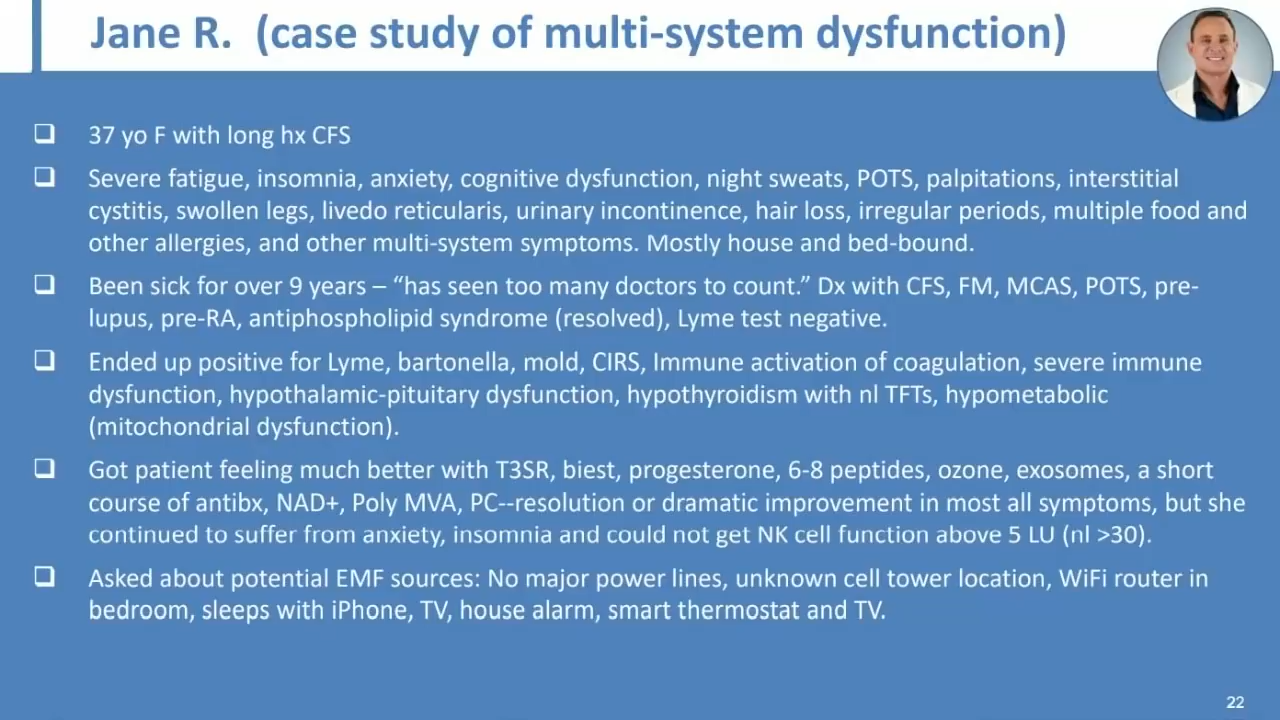 Jane R.  (case study of multi-system dysfunction)
37 yo F with long hx CFS
Severe fatigue, insomnia, anxiety, cognitive dysfunction, night sweats, POTS, palpitations, interstitial
cystitis, swollen legs, livedo reticularis, urinary incontinence, hair loss, irregular periods, multiple food and
other allergies, and other multi-system symptoms. Mostly house and bed-bound.
Been sick for over 9 years – “has seen too many doctors to count.” Dx with CFS, FM, MCAS, POTS, pre-
lupus, pre-RA, antiphospholipid syndrome (resolved), Lyme test negative.
Ended up positive for Lyme, bartonella, mold, CIRS, Immune activation of coagulation, severe immune
dysfunction, hypothalamic-pituitary dysfunction, hypothyroidism with nl TFTs, hypometabolic
(mitochondrial dysfunction).
Got patient feeling much better with T3SR, biest, progesterone, 6-8 peptides, ozone, exosomes, a short
course of antibx, NAD+, Poly MVA, PC--resolution or dramatic improvement in most all symptoms, but she
continued to suffer from anxiety, insomnia and could not get NK cell function above 5 LU (nl >30).
Asked about potential EMF sources: No major power lines, unknown cell tower location, WiFi router in
bedroom, sleeps with iPhone, TV, house alarm, smart thermostat and TV.
22